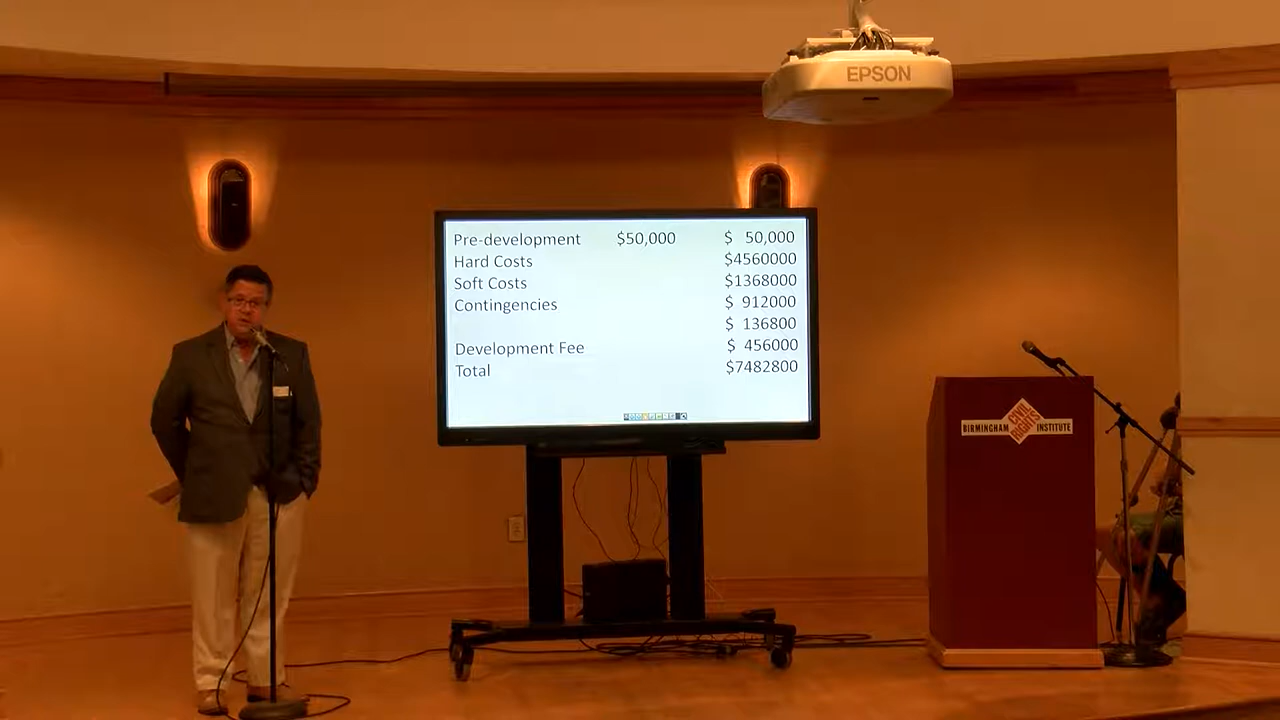 EPSON
Pre-development $50,000 $ 50,000
Hard Costs $4560000
Soft Costs $1368000
Contingencies $ 912000
$ 136800
Development Fee $ 456000
Total $7482800
BIRMINGHAM CIVIL RIGHTS INSTITUTE